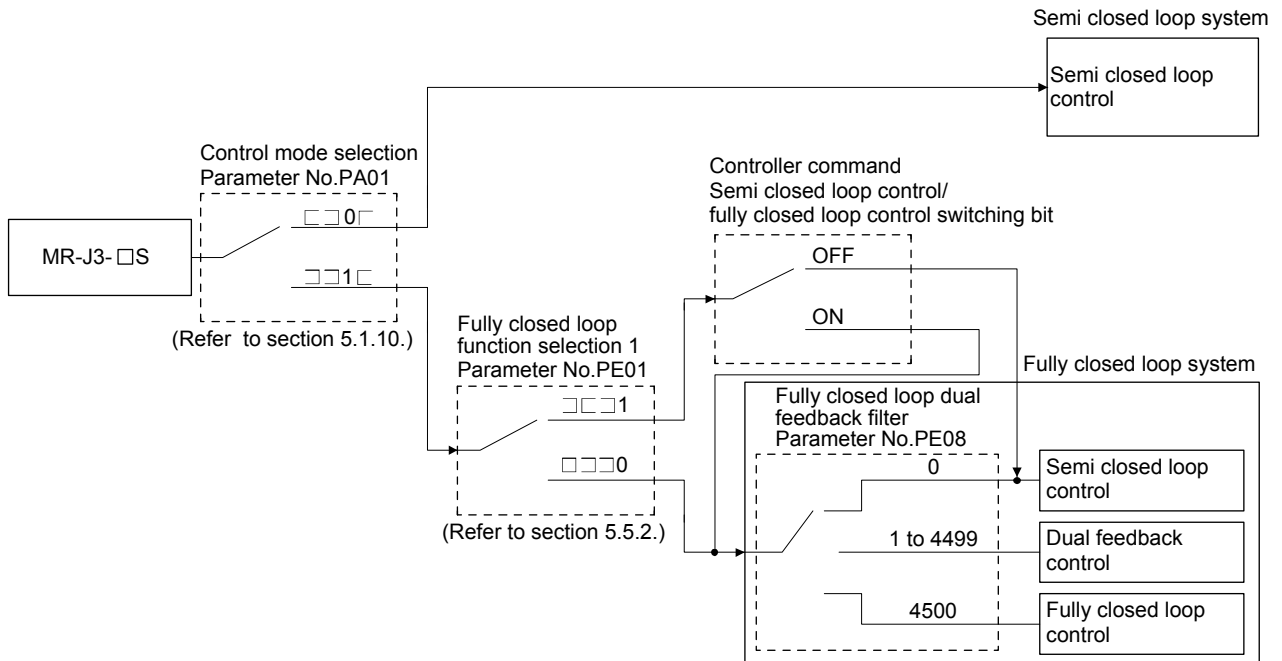 Semi closed loop system
Semi closed loop
control
Control mode selection
Parameter No.PA01
□□0□
MR-J3-□S
□□1□
(Refer to section 5.1.10.)
Controller command
Semi closed loop control/
fully closed loop control switching bit
OFF
ON
Fully closed loop
function selection 1
Parameter No.PE01
□□□1
□□□0
(Refer to section 5.5.2.)
Fully closed loop system
Fully closed loop dual
feedback filter
Parameter No.PE08
0
Semi closed loop
control
1 to 4499
Dual feedback
control
4500
Fully closed loop
control